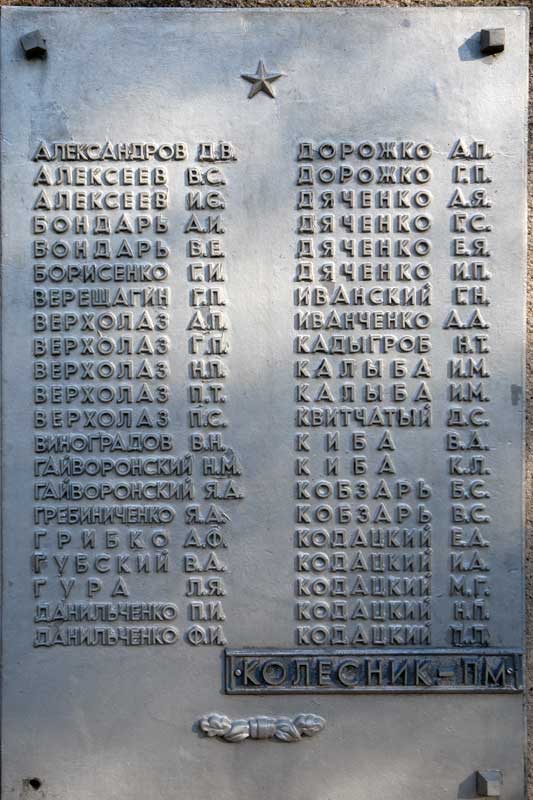 АЛЕКСАНДРОВ Д.В.
АЛЕКСЕЕВ В.С.
АЛЕКСЕЕВ И.С.
БОНДАРЬ А.И.
БОНДАРЬ В.Е.
БОРИСЕНКО Г.И.
ВЕРЕЩАГИН Г.П.
ВЕРХОЛАЗ А.П.
ВЕРХОЛАЗ Г.П.
ВЕРХОЛАЗ Н.П.
ВЕРХОЛАЗ П.Т.
ВЕРХОЛАЗ П.С.
ВИНОГРАДОВ В.Н.
ГАЙВОРОНСКИЙ Н.М.
ГАЙВОРОНСКИЙ Я.А.
ГРЕБИНИЧЕНКО Я.А.
ГРИБКО А.Ф.
ГУБСКИЙ В.А.
ГУРА Л.Я.
ДАНИЛЬЧЕНКО П.И.
ДАНИЛЬЧЕНКО Ф.И.
ДОРОЖКО А.П.
ДОРОЖКО Г.П.
ДЯЧЕНКО А.Я.
ДЯЧЕНКО Г.С.
ДЯЧЕНКО Е.Я.
ДЯЧЕНКО И.П.
ИВАНСКИЙ Г.Н.
ИВАНЧЕНКО А.А.
КАДЫГРОБ Н.Т.
КАЛЫБА И.М.
КАЛЫБА И.М.
КВИТЧАТЫЙ Д.С.
КИБА В.Д.
КИБА К.Л.
КОБЗАРЬ Б.С.
КОБЗАРЬ В.С.
КОДАЦКИЙ Е.А.
КОДАЦКИЙ И.А.
КОДАЦКИЙ М.Г.
КОДАЦКИЙ Н.П.
КОДАЦКИЙ П.П.
КОЛЕСНИК-ПМ